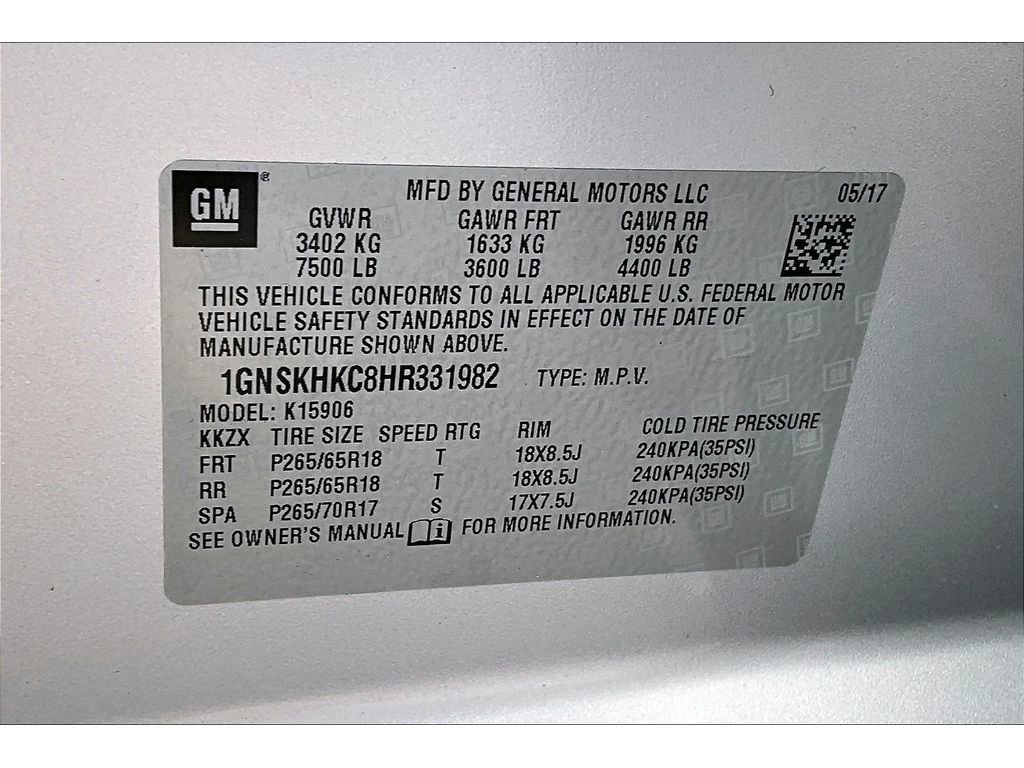 GM ® MFD BY GENERAL MOTORS LLC 05/17
GVWR GAWR FRT GAWR RR
3402 KG 1633 KG 1996 KG
7500 LB 3600 LB 4400 LB
THIS VEHICLE CONFORMS TO ALL APPLICABLE U.S. FEDERAL MOTOR
VEHICLE SAFETY STANDARDS IN EFFECT ON THE DATE OF
MANUFACTURE SHOWN ABOVE.
1GNSKHKC8HR331982 TYPE: M.P.V.
MODEL: K15906
KKZX TIRE SIZE SPEED RTG RIM COLD TIRE PRESSURE
FRT P265/65R18 T 18X8.5J 240KPA(35PSI)
RR P265/65R18 T 18X8.5J 240KPA(35PSI)
SPA P265/70R17 S 17X7.5J 240KPA(35PSI)
SEE OWNER'S MANUAL i FOR MORE INFORMATION.